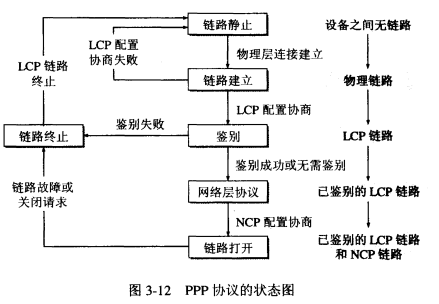 链路静止
设备之间无链路
LCP 配置
协商失败
物理层连接建立
LCP 链路
终止
链路建立
物理链路
LCP 配置协商
鉴别失败
链路终止
鉴别
LCP 链路
鉴别成功或无需鉴别
链路故障或
关闭请求
网络层协议
已鉴别的 LCP 链路
NCP 配置协商
链路打开
已鉴别的 LCP 链路
和 NCP 链路
图 3-12 PPP 协议的状态图